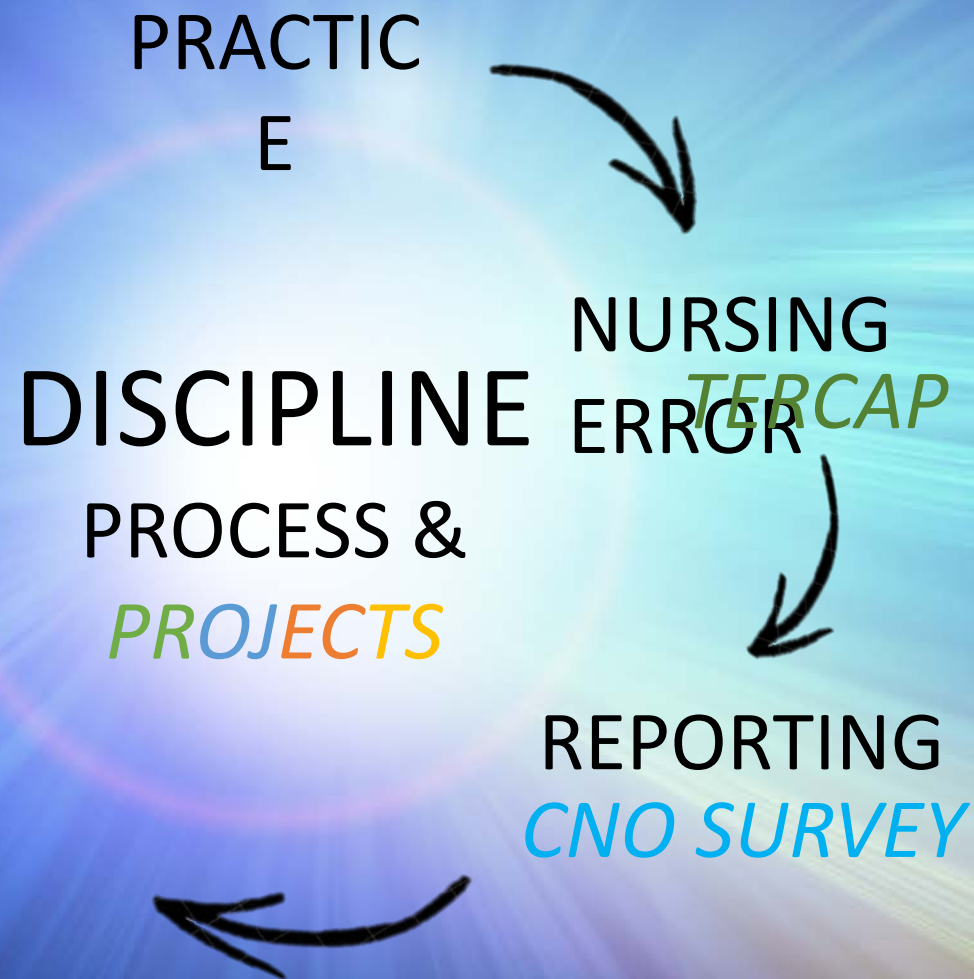 PRACTIC
E
NURSING
ERROR
TERCAP
DISCIPLINE
PROCESS &
PROJECTS
REPORTING
CNO SURVEY